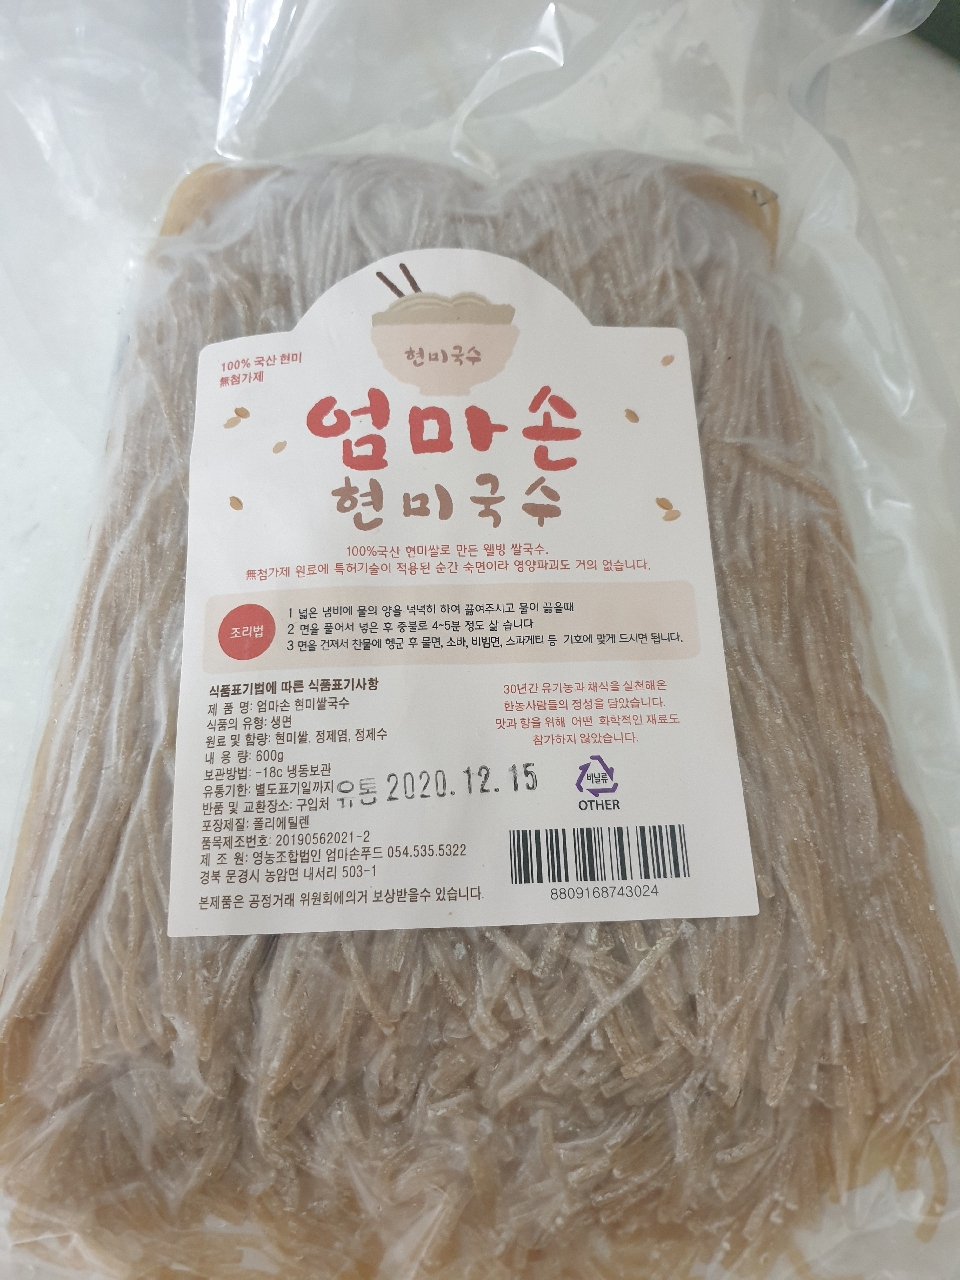 현미국수
100% 국산 현미
無첨가제
엄마손
현미국수
100%국산 현미쌀로 만든 웰빙 쌀국수.
無첨가제 원료에 특허기술이 적용된 순간 숙면이라 영양파괴도 거의 없습니다.
조리법
1 넓은 냄비에 물의 양을 넉넉히 하여 끓여주시고 물이 끓을때
2 면을 풀어서 넣은 후 중불로 4~5분 정도 삶 습니다
3 면을 건져서 찬물에 헹군 후 물면, 소바, 비빔면, 스파게티 등 기호에 맞게 드시면 됩니다.
식품표기법에 따른 식품표기사항
제 품 명: 엄마손 현미쌀국수
식품의 유형: 생면
원료 및 함량: 현미쌀, 정제염, 정제수
내 용 량: 600g
보관방법: -18c 냉동보관
유통기한: 별도표기일까지
유통 2020.12.15
반품 및 교환장소: 구입처
포장제질: 폴리에틸렌
품목제조번호: 20190562021-2
제 조 원: 영농조합법인 엄마손푸드 054.535.5322
경북 문경시 농암면 내서리 503-1
본제품은 공정거래 위원회에의거 보상받을수 있습니다.
30년간 유기농과 채식을 실천해온
한농사람들의 정성을 담았습니다.
맛과 향을 위해 어떤 화학적인 재료도
첨가하지 않았습니다.
비닐류
OTHER
8809168743024